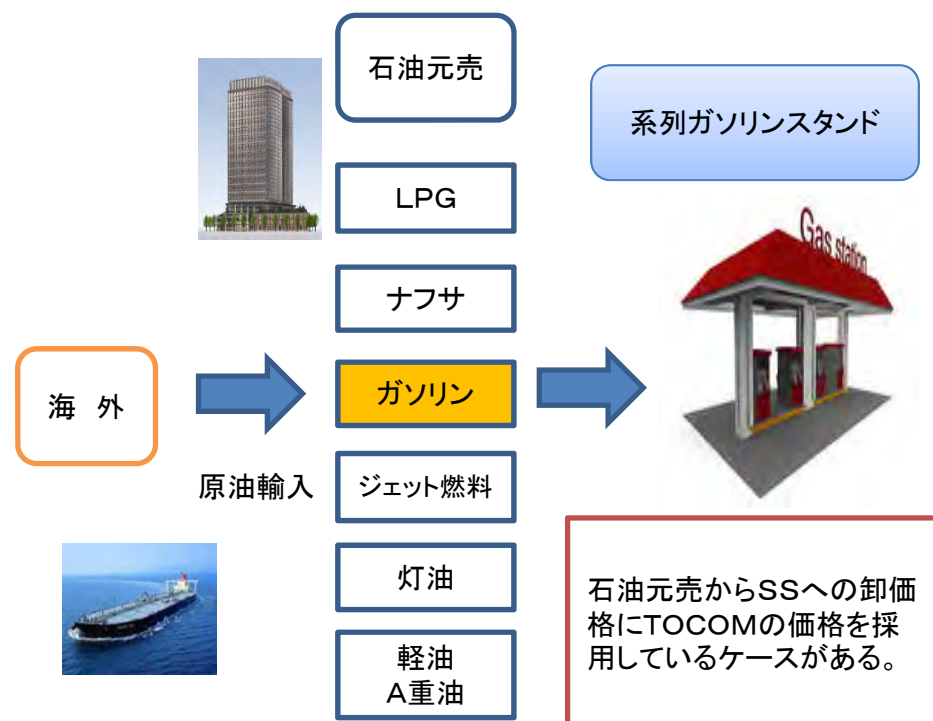 石油元売
系列ガソリンスタンド
LPG
Gas station
ナフサ
海 外
ガソリン
原油輸入
ジェット燃料
灯油
軽油
A重油
石油元売からSSへの卸価
格にTOCOMの価格を採
用しているケースがある。